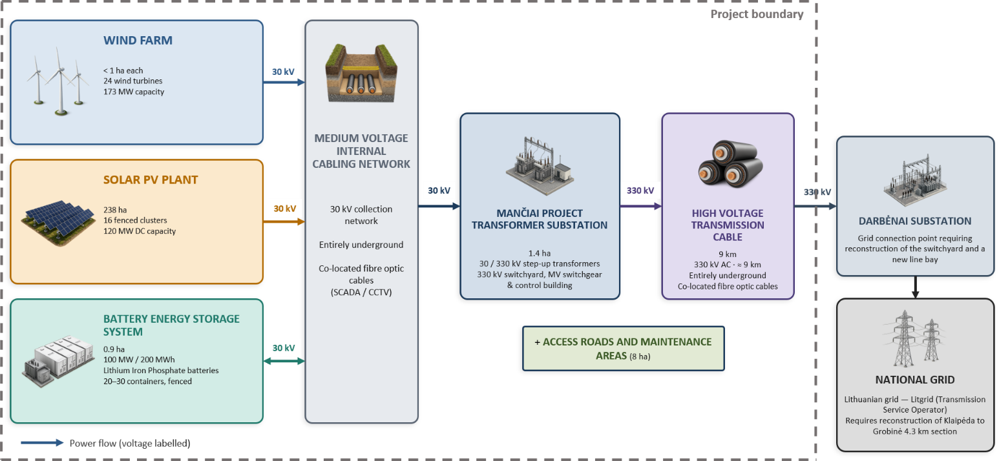 Project boundary
WIND FARM
< 1 ha each
24 wind turbines
173 MW capacity
30 kV
SOLAR PV PLANT
238 ha
16 fenced clusters
120 MW DC capacity
30 kV
BATTERY ENERGY STORAGE
SYSTEM
0.9 ha
100 MW / 200 MWh
Lithium Iron Phosphate batteries
20–30 containers, fenced
30 kV
MEDIUM VOLTAGE
INTERNAL
CABLING NETWORK
30 kV collection
network
Entirely underground
Co-located fibre optic
cables
(SCADA / CCTV)
30 kV
MANČIAI PROJECT
TRANSFORMER SUBSTATION
1.4 ha
30 / 330 kV step-up transformers
330 kV switchyard, MV switchgear
& control building
330 kV
HIGH VOLTAGE
TRANSMISSION
CABLE
9 km
330 kV AC · ≈ 9 km
Entirely underground
Co-located fibre optic cables
330 kV
DARBĖNAI SUBSTATION
Grid connection point requiring
reconstruction of the switchyard and a
new line bay
NATIONAL GRID
Lithuanian grid — Litgrid (Transmission
Service Operator)
Requires reconstruction of Klaipėda to
Grobinė 4.3 km section
+ ACCESS ROADS AND MAINTENANCE
AREAS (8 ha)
Power flow (voltage labelled)